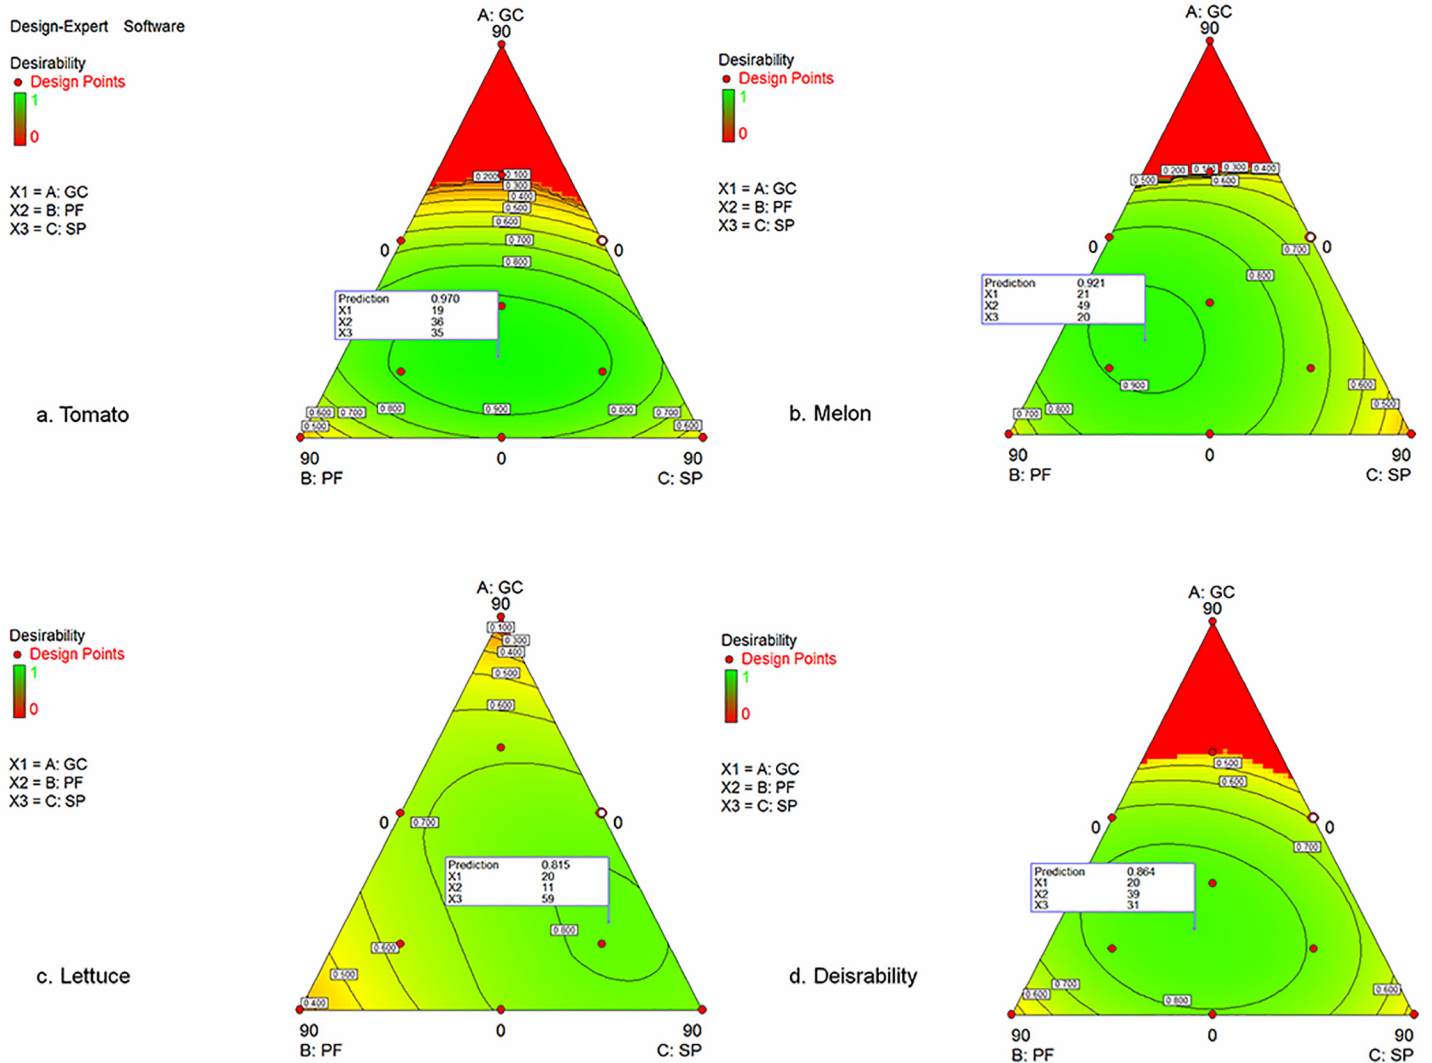 Design-Expert Software
Desirability
Design Points
1
0
X1 = A: GC
X2 = B: PF
X3 = C: SP
a. Tomato
A: GC
90
0.200
0.100
0.300
0.400
0.500
0.600
0.700
0.800
0
0
Prediction 0.970
X1 19
X2 36
X3 35
0.600
0.700
0.800
0.900
0.800
0.700
0.500
0.600
90
0
90
B: PF
C: SP
Desirability
Design Points
1
0
X1 = A: GC
X2 = B: PF
X3 = C: SP
b. Melon
A: GC
90
0.200
0.300
0.400
0.500
0.600
0
0
0.700
0.800
Prediction 0.921
X1 21
X2 49
X3 20
0.900
0.600
0.500
0.700
0.800
90
0
90
B: PF
C: SP
Desirability
Design Points
1
0
X1 = A: GC
X2 = B: PF
X3 = C: SP
c. Lettuce
A: GC
90
0.100
0.300
0.400
0.500
0.600
0
0.700
0
Prediction 0.815
X1 20
X2 11
X3 59
0.800
0.600
0.500
0.400
90
0
90
B: PF
C: SP
Desirability
Design Points
1
0
X1 = A: GC
X2 = B: PF
X3 = C: SP
d. Deisrability
A: GC
90
0.500
0.600
0
0
0.700
Prediction 0.864
X1 20
X2 39
X3 31
0.700
0.600
0.800
0.600
90
0
90
B: PF
C: SP